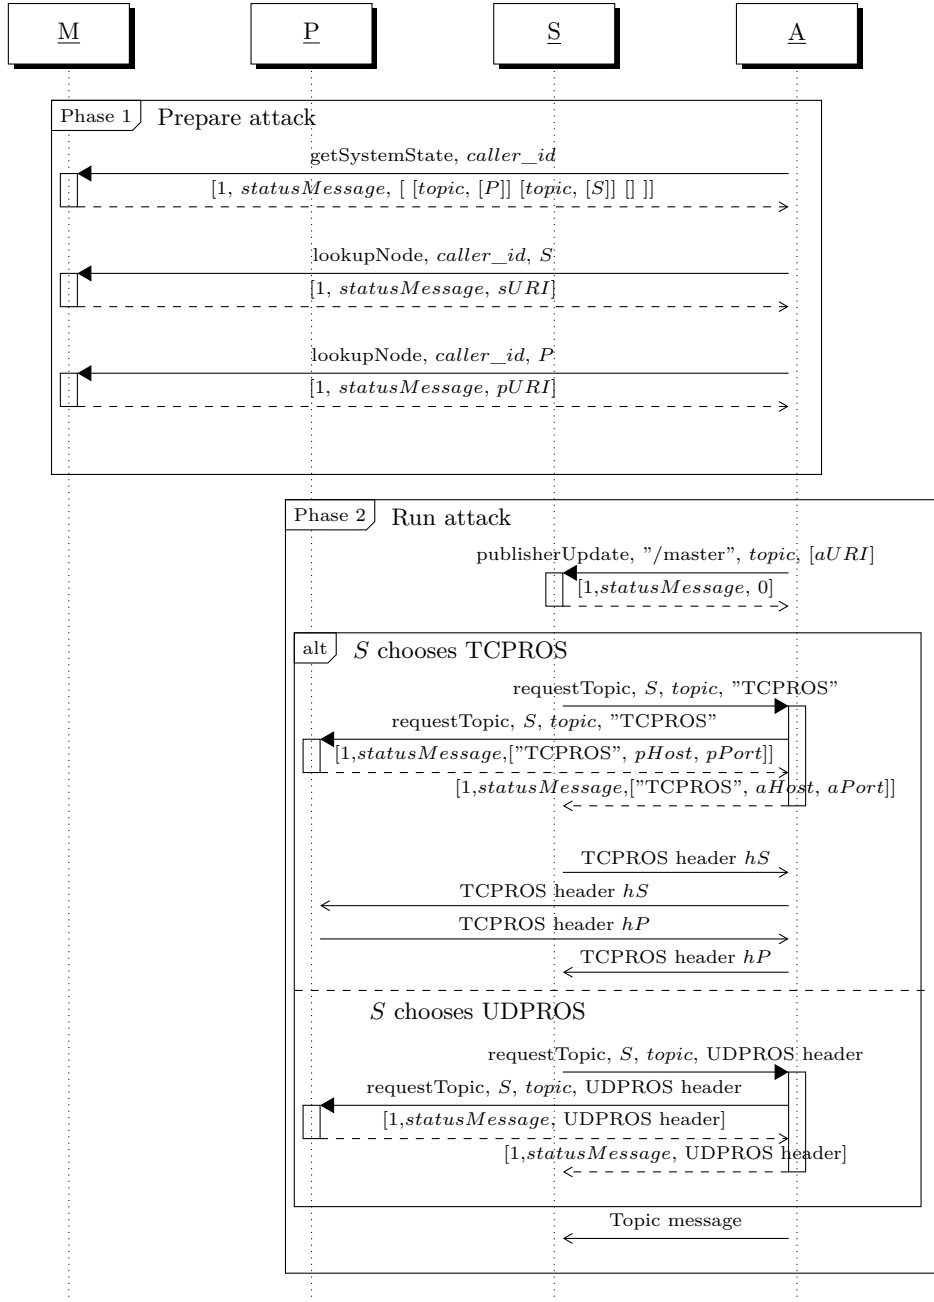 M P S A
Phase 1 Prepare attack
getSystemState, caller_id
[1, statusMessage, [ [topic, [P]] [topic, [S]] [] ]]
lookupNode, caller_id, S
[1, statusMessage, sURI]
lookupNode, caller_id, P
[1, statusMessage, pURI]
Phase 2 Run attack
publisherUpdate, ”/master”, topic, [aURI]
[1,statusMessage, 0]
alt S chooses TCPROS
requestTopic, S, topic, ”TCPROS”
requestTopic, S, topic, ”TCPROS”
[1,statusMessage,[”TCPROS”, pHost, pPort]]
[1,statusMessage,[”TCPROS”, aHost, aPort]]
TCPROS header hS
TCPROS header hS
TCPROS header hP
TCPROS header hP
S chooses UDPROS
requestTopic, S, topic, UDPROS header
requestTopic, S, topic, UDPROS header
[1,statusMessage, UDPROS header]
[1,statusMessage, UDPROS header]
Topic message